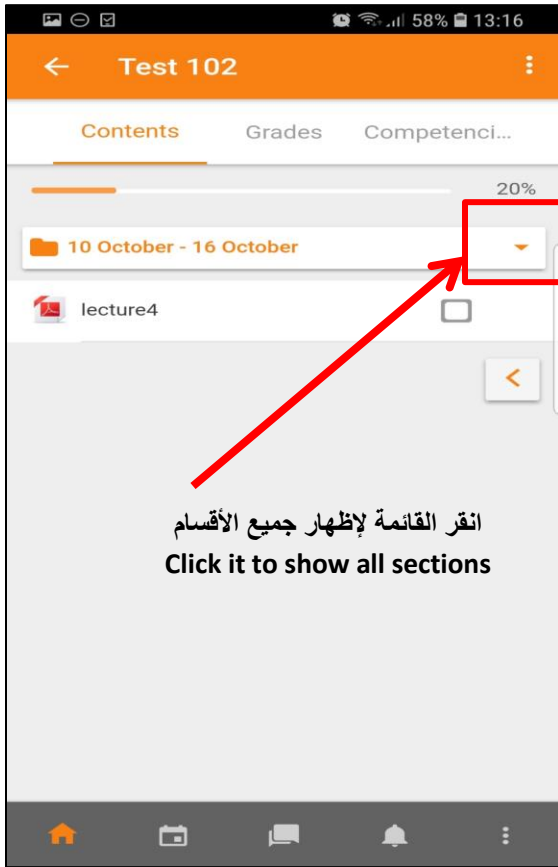 58% 13:16
Test 102
Contents Grades Competenci...
20%
10 October - 16 October
lecture4
انقر القائمة لإظهار جميع الأقسام
Click it to show all sections